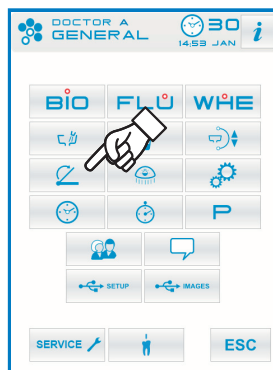 DOCTOR A
GENERAL
30
14:53 JAN
i
BIO FLU WHE
P
SETUP IMAGES
SERVICE ESC